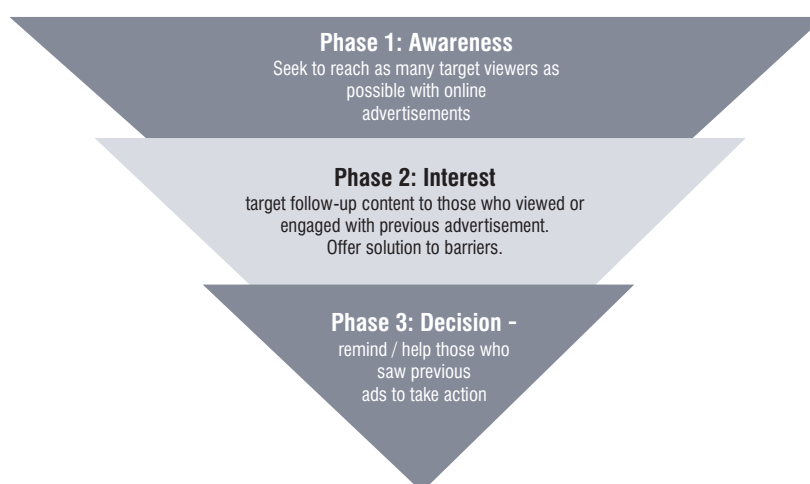 Phase 1: Awareness
Seek to reach as many target viewers as
possible with online
advertisements
Phase 2: Interest
target follow-up content to those who viewed or
engaged with previous advertisement.
Offer solution to barriers.
Phase 3: Decision -
remind / help those who
saw previous
ads to take action